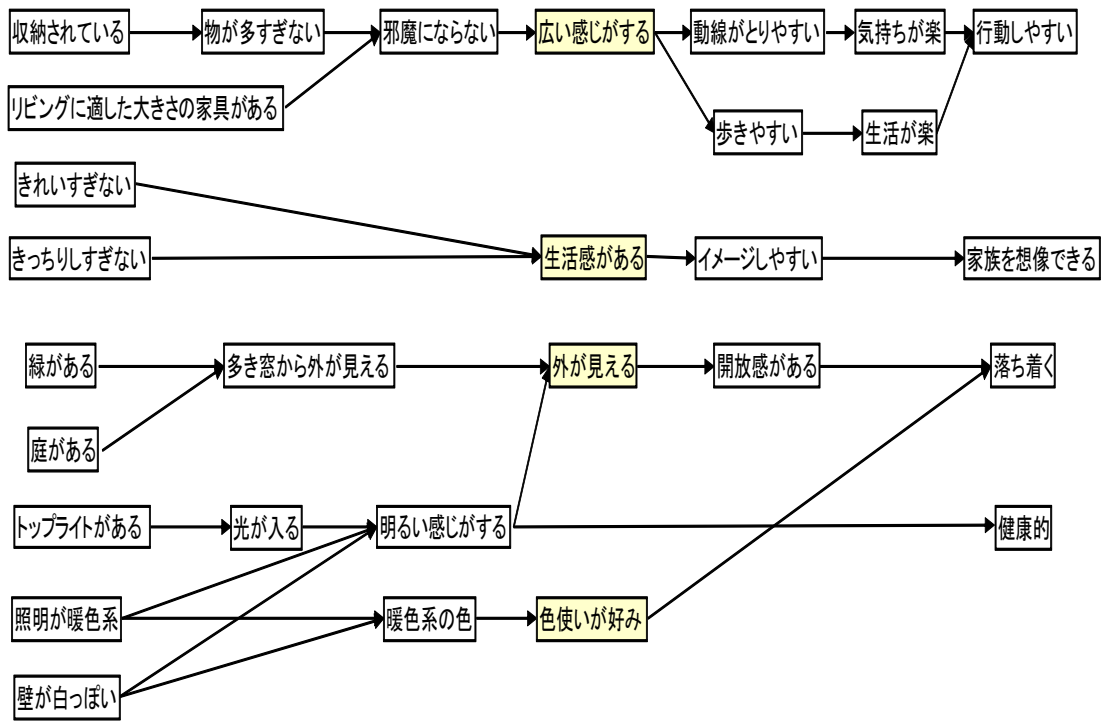 収納されている
物が多すぎない
邪魔にならない
広い感じがする
動線がとりやすい
気持ちが楽
行動しやすい
リビングに適した大きさの家具がある
歩きやすい
生活が楽
きれいすぎない
きっちりしすぎない
生活感がある
イメージしやすい
家族を想像できる
緑がある
多き窓から外が見える
外が見える
開放感がある
落ち着く
庭がある
トップライトがある
光が入る
明るい感じがする
健康的
照明が暖色系
暖色系の色
色使いが好み
壁が白っぽい